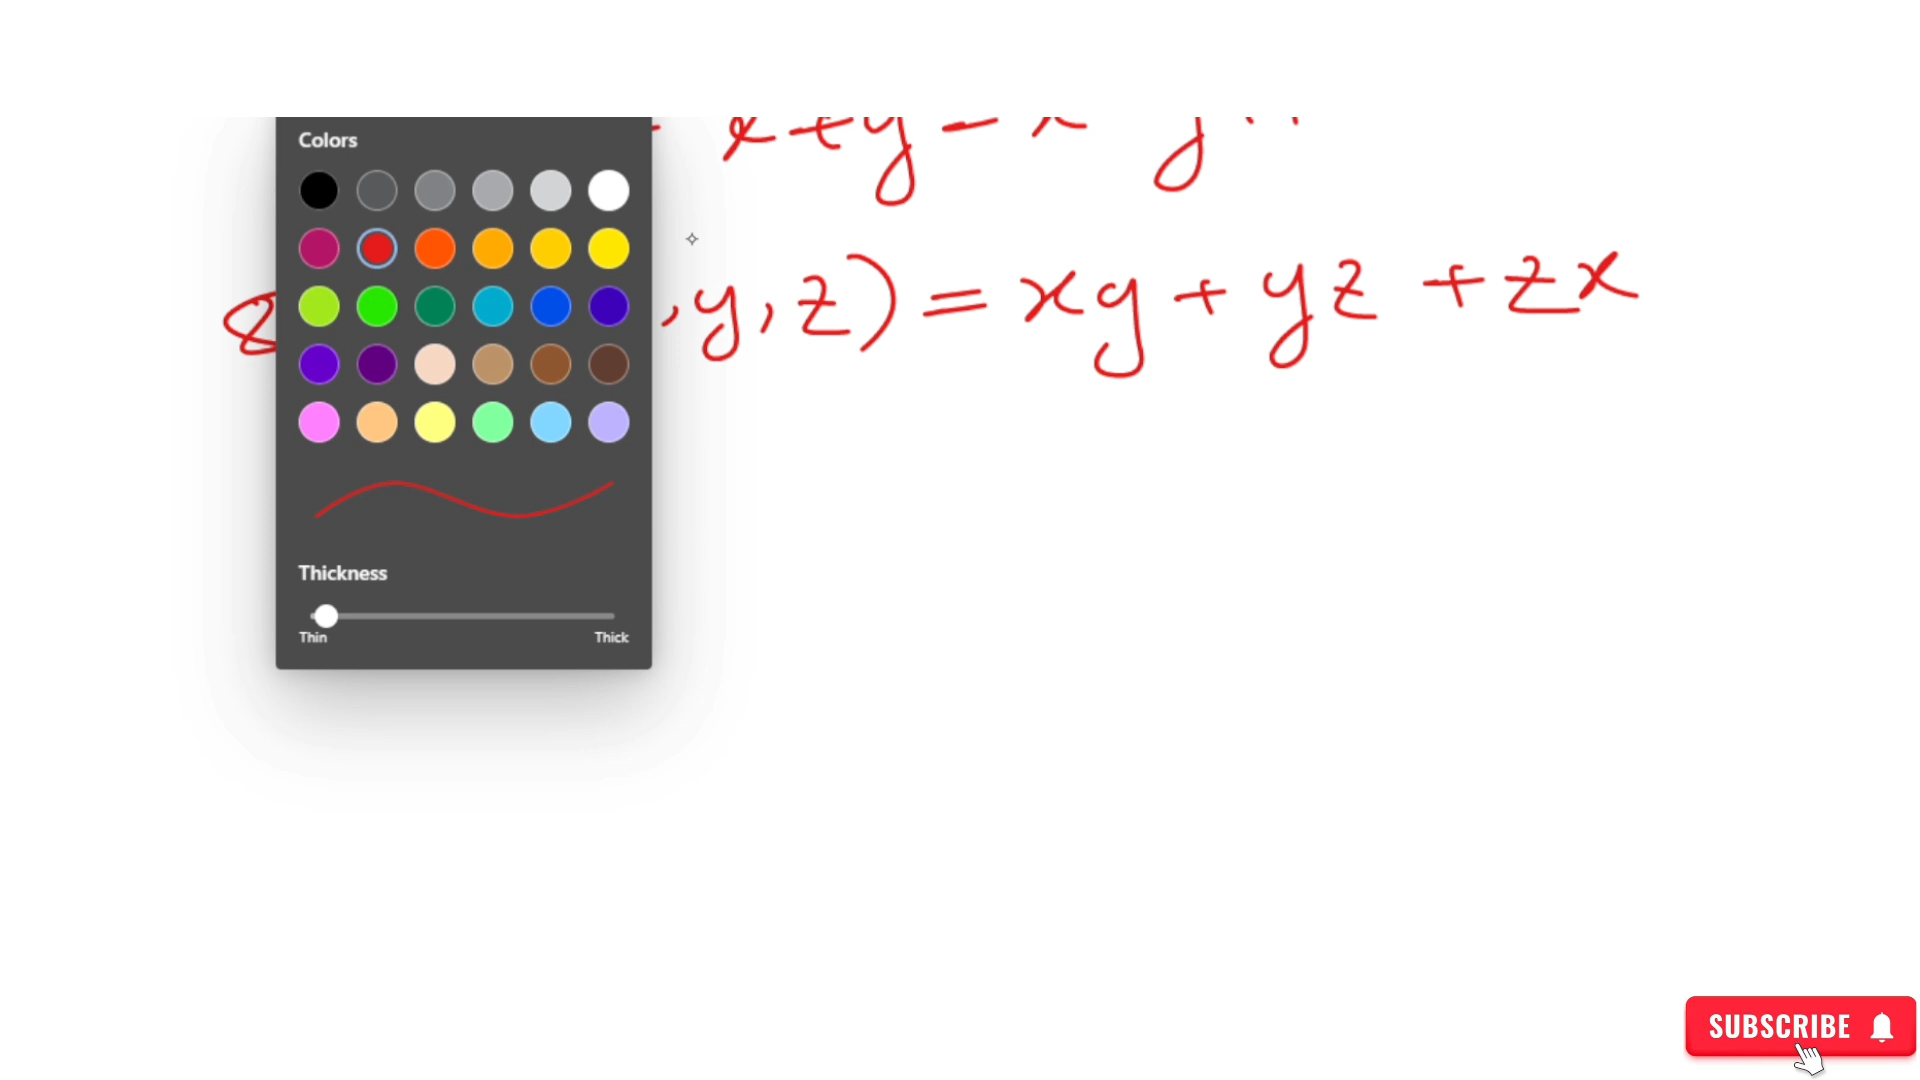 Colors
, y, z) = xy + yz + zx
Thickness
Thin Thick
SUBSCRIBE